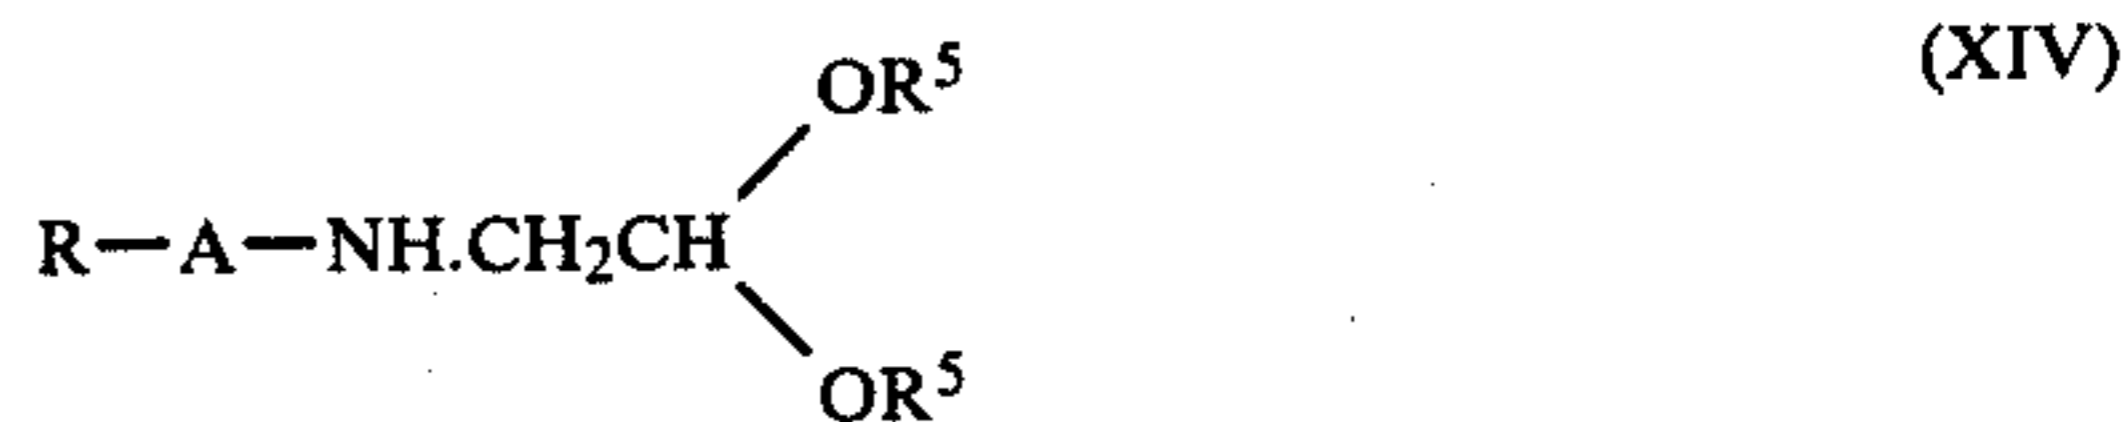 (XIV)
OR⁵
R—A—NH.CH₂CH
OR⁵